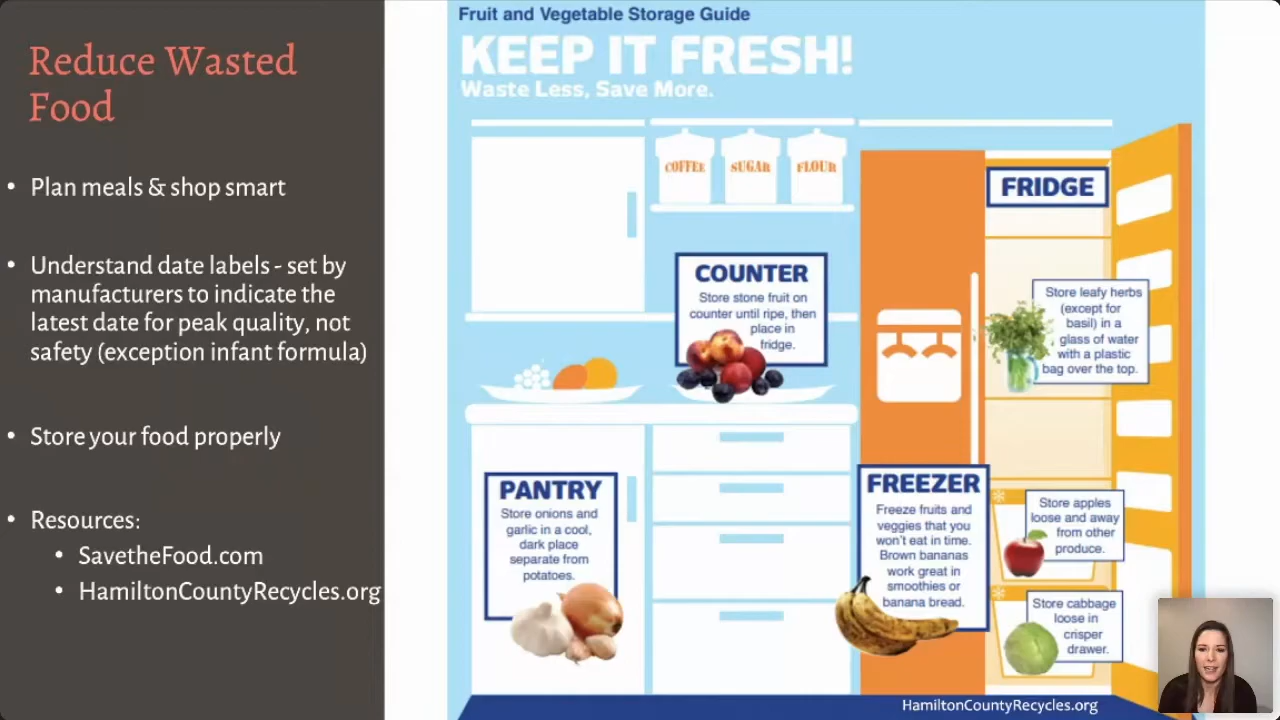 Reduce Wasted
Food
• Plan meals & shop smart
• Understand date labels - set by
manufacturers to indicate the
latest date for peak quality, not
safety (exception infant formula)
• Store your food properly
• Resources:
• SavetheFood.com
• HamiltonCountyRecycles.org
Fruit and Vegetable Storage Guide
KEEP IT FRESH!
Waste Less, Save More.
COFFEE
SUGAR
FLOUR
COUNTER
Store stone fruit on
counter until ripe, then
place in
fridge.
FRIDGE
Store leafy herbs
(except for
basil) in a
glass of water
with a plastic
bag over the top.
PANTRY
Store onions and
garlic in a cool,
dark place
separate from
potatoes.
FREEZER
Freeze fruits and
veggies that you
won't eat in time.
Brown bananas
work great in
smoothies or
banana bread.
Store apples
loose and away
from other
produce.
Store cabbage
loose in
crisper
drawer.
HamiltonCountyRecycles.org